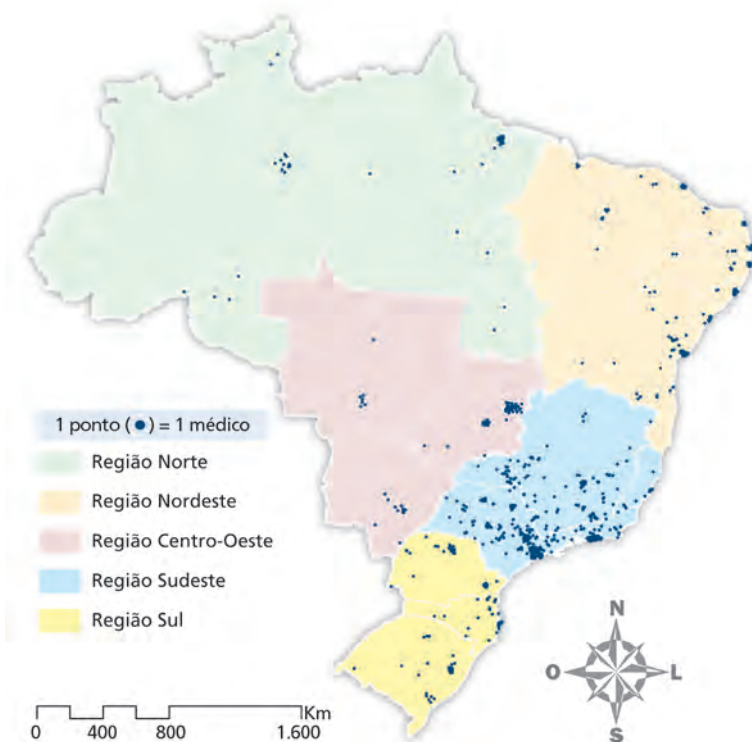 1 ponto (●) = 1 médico
Região Norte
Região Nordeste
Região Centro-Oeste
Região Sudeste
Região Sul
N
O
L
S
Km
0 400 800 1.600